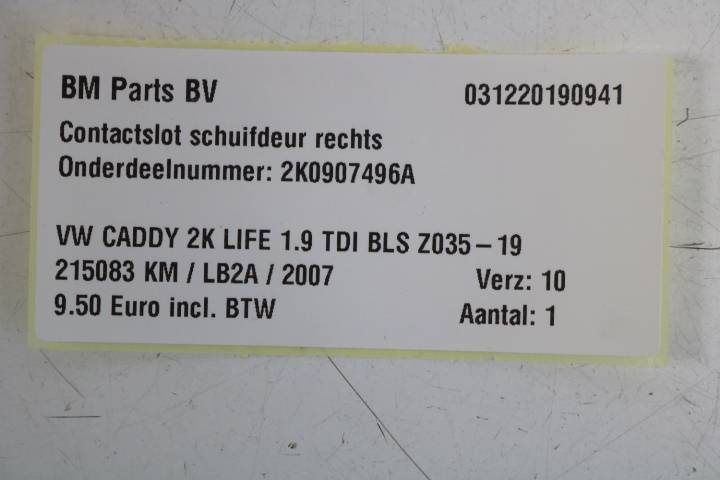 BM Parts BV 031220190941
Contactslot schuifdeur rechts
Onderdeelnummer: 2K0907496A
VW CADDY 2K LIFE 1.9 TDI BLS Z035-19
215083 KM / LB2A / 2007 Verz: 10
9.50 Euro incl. BTW Aantal: 1